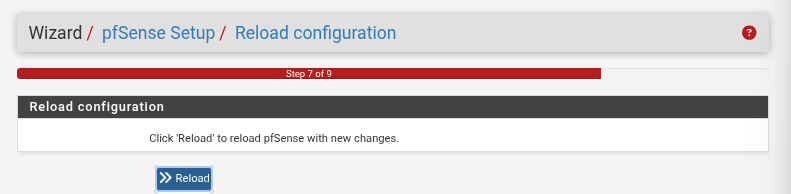 Wizard / pfSense Setup / Reload configuration
?
Step 7 of 9
Reload configuration
Click 'Reload' to reload pfSense with new changes.
Reload